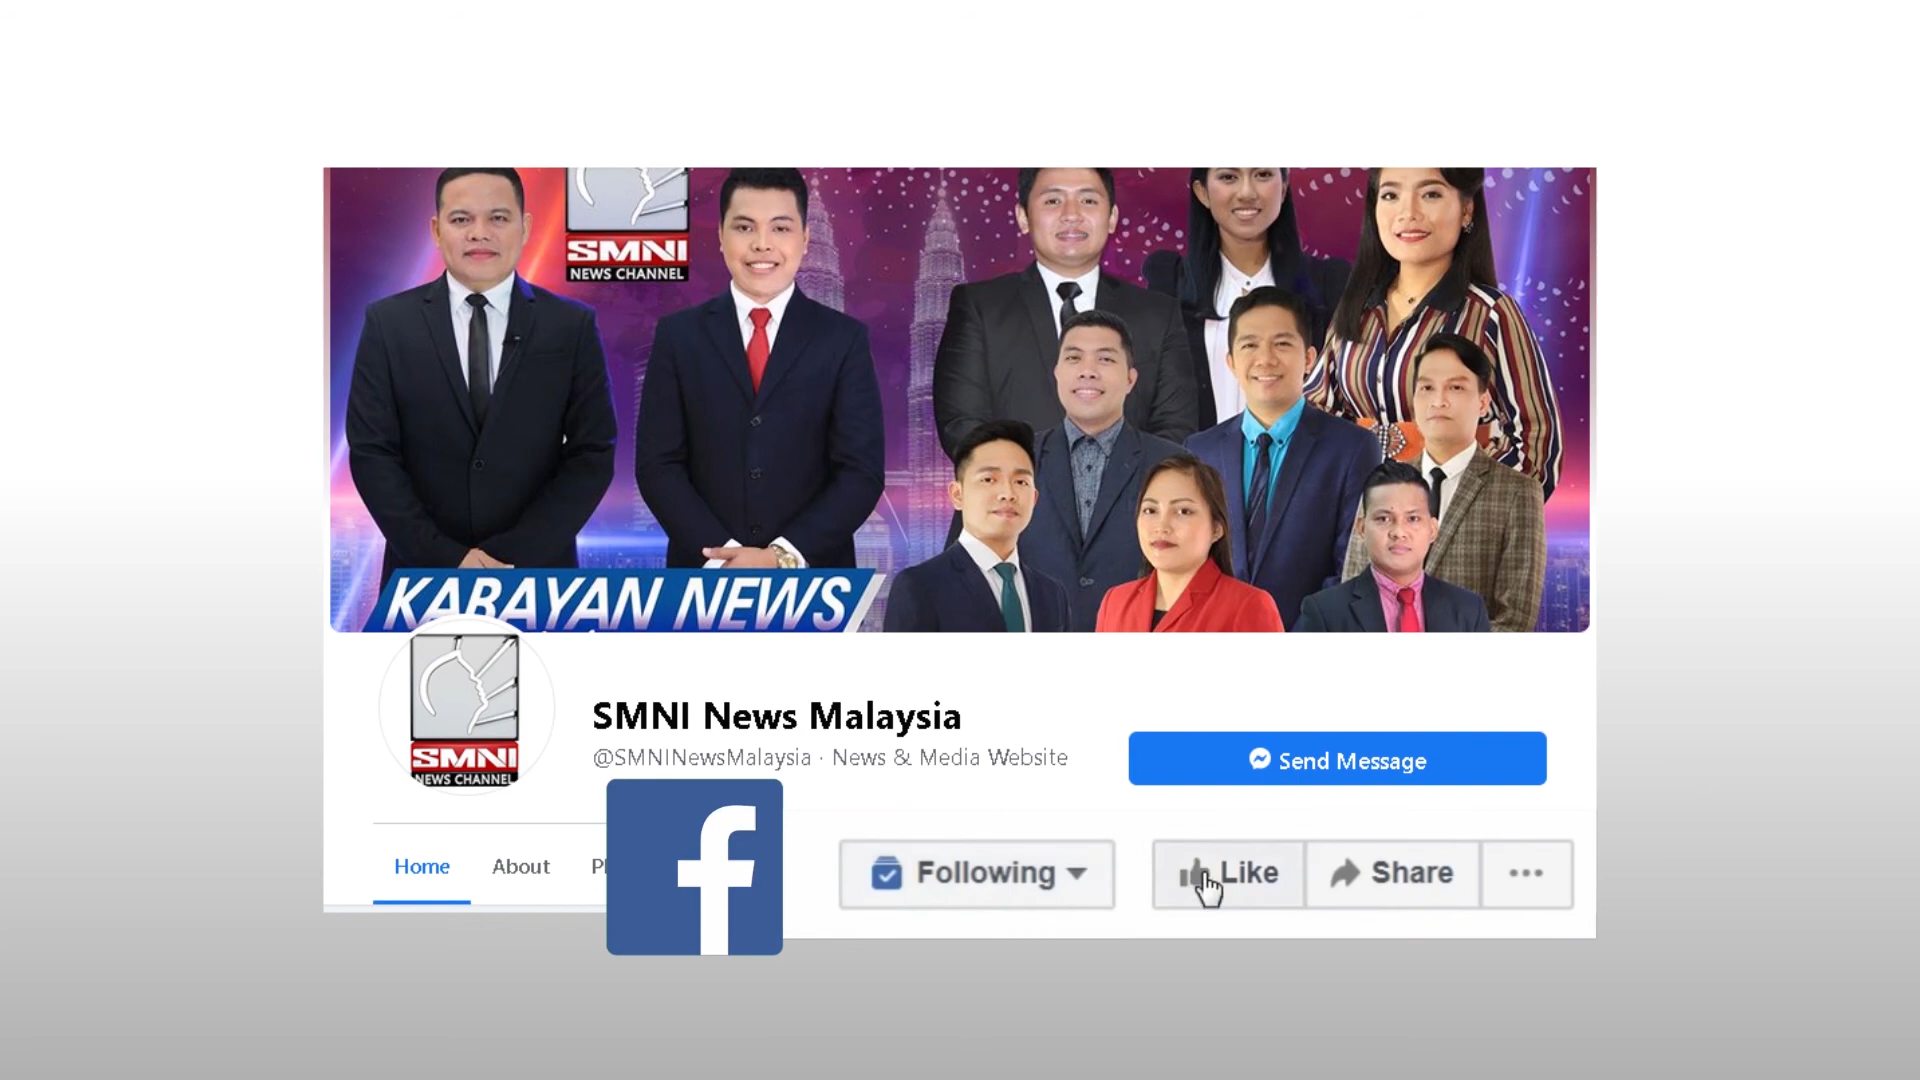 SMNI
NEWS CHANNEL
KABAYAN NEWS
SMNI
NEWS CHANNEL
SMNI News Malaysia
@SMNINewsMalaysia · News & Media Website
Send Message
Home About
f
Following Like Share